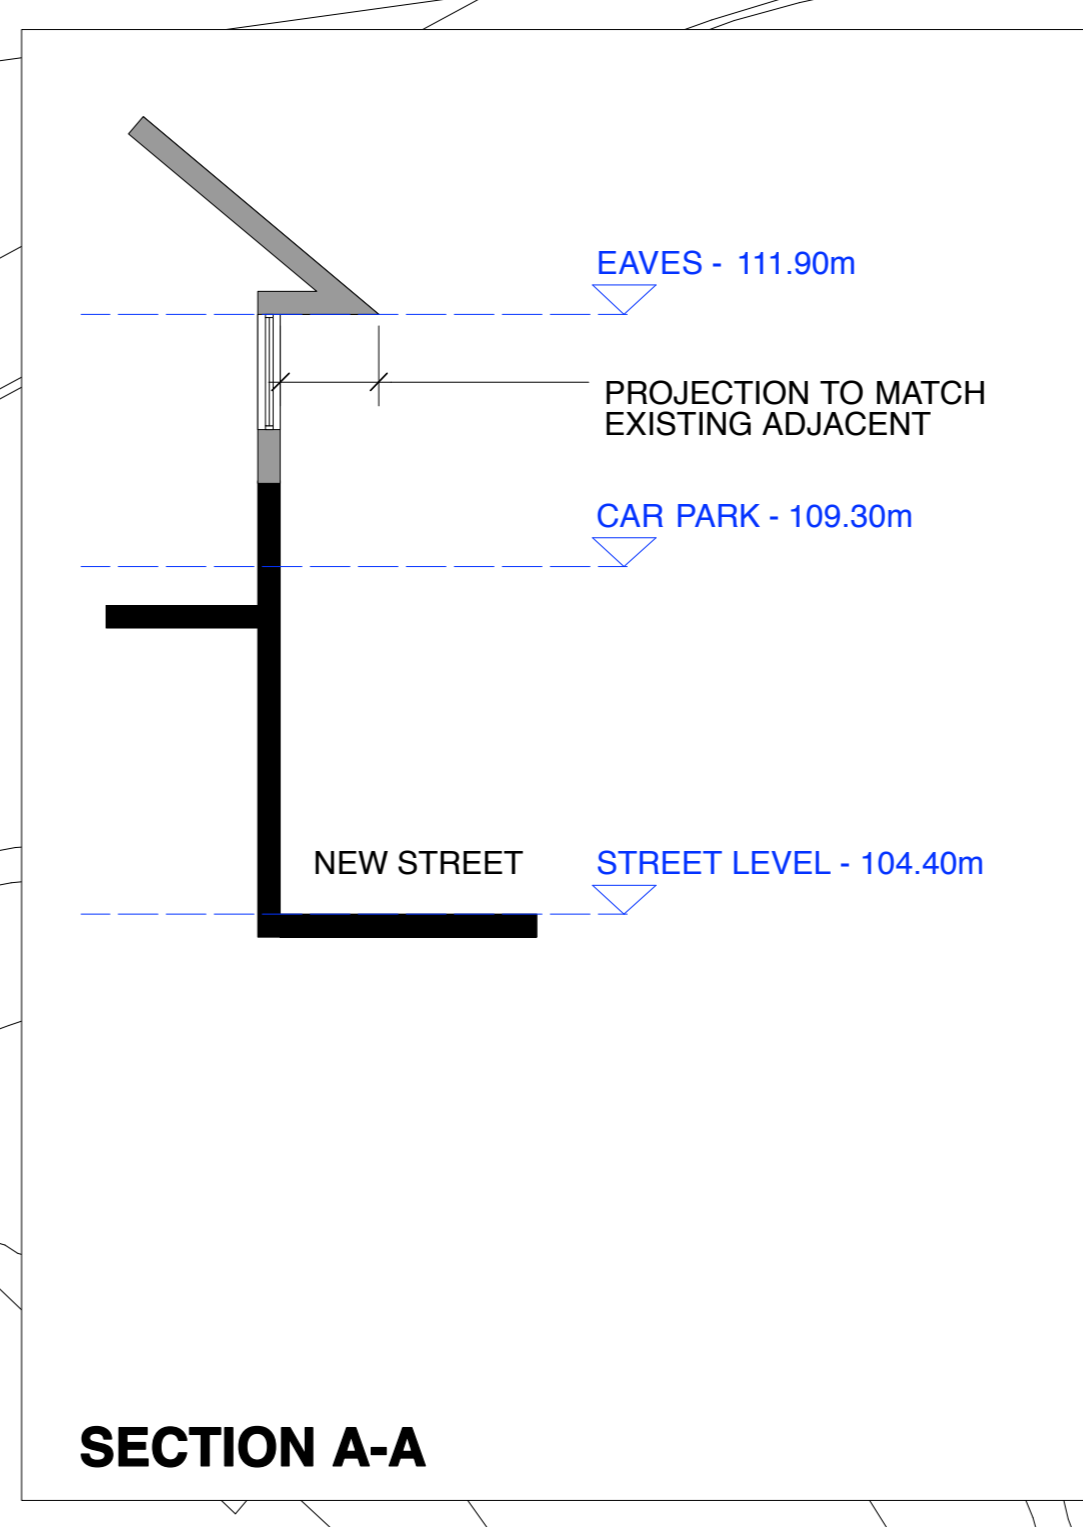 EAVES - 111.90m
PROJECTION TO MATCH
EXISTING ADJACENT
CAR PARK - 109.30m
NEW STREET
STREET LEVEL - 104.40m
SECTION A-A